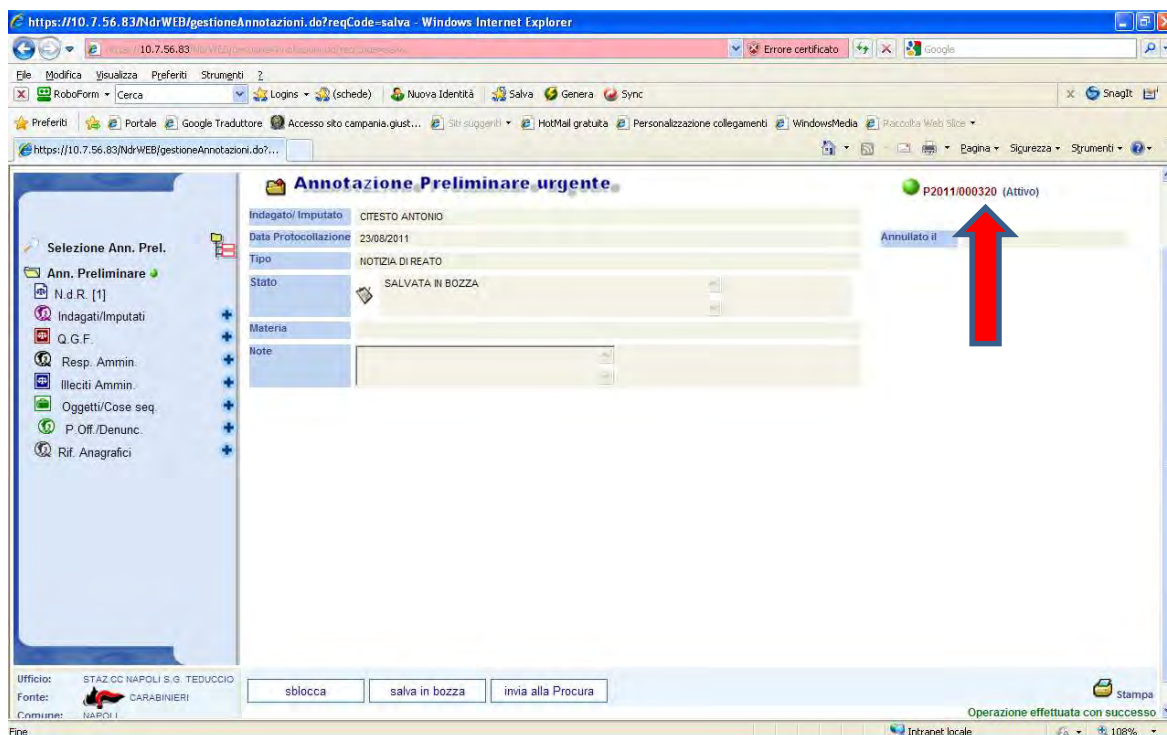 https://10.7.56.83/NdrWEB/gestioneAnnotazioni.do?reqCode=salva - Windows Internet Explorer
10.7.56.83
Errore certificato
Google
File Modifica Visualizza Preferiti Strumenti ?
RoboForm Cerca Logins (schede) Nuova Identità Salva Genera Sync SnagIt
Preferiti Portale Google Traduttore Accesso sito campania.giust... Siti suggeriti HotMail gratuita Personalizzazione collegamenti WindowsMedia Raccolta Web Slice
https://10.7.56.83/NdrWEB/gestioneAnnotazioni.do?... Pagina Sicurezza Strumenti
Annotazione Preliminare urgente
P2011/000320 (Attivo)
Indagato/ Imputato CITESTO ANTONIO
Data Protocollazione 23/08/2011
Annullato il
Tipo NOTIZIA DI REATO
Stato SALVATA IN BOZZA
Materia
Note
Selezione Ann. Prel.
Ann. Preliminare
N.d.R. [1]
Indagati/Imputati
Q.G.F.
Resp. Ammin.
Illeciti Ammin.
Oggetti/Cose seq.
P.Off./Denunc.
Rif. Anagrafici
Ufficio: STAZ.CC NAPOLI S.G. TEDUCCIO
Fonte: CARABINIERI
Comune: NAPOLI
sblocca salva in bozza invia alla Procura
Stampa
Operazione effettuata con successo
Fine Intranet locale 108%